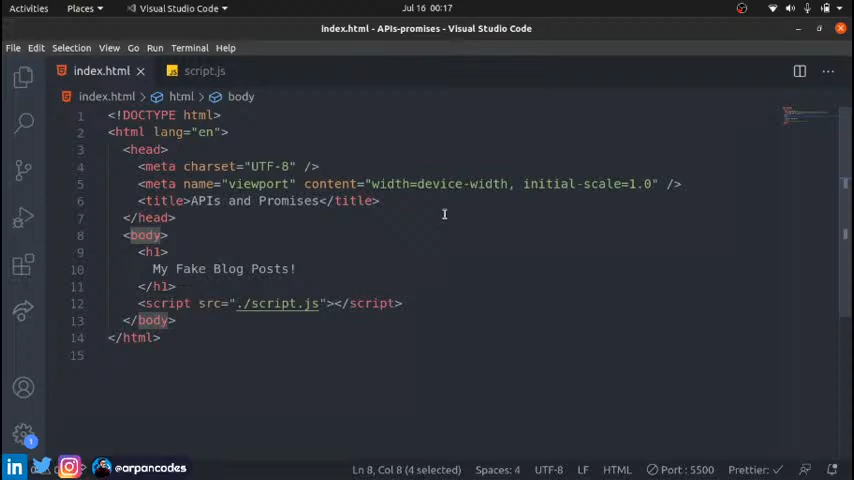 Activities Places Visual Studio Code Jul 16 00:17
index.html - APIs-promises - Visual Studio Code
File Edit Selection View Go Run Terminal Help
index.html script.js
index.html > html > body
1 <!DOCTYPE html>
2 <html lang="en">
3 <head>
4 <meta charset="UTF-8" />
5 <meta name="viewport" content="width=device-width, initial-scale=1.0" />
6 <title>APIs and Promises</title>
7 </head>
8 <body>
9 <h1>
10 My Fake Blog Posts!
11 </h1>
12 <script src="./script.js"></script>
13 </body>
14 </html>
15
1
in @arpancodes Ln 8, Col 8 (4 selected) Spaces: 4 UTF-8 LF HTML Port : 5500 Prettier: ✓